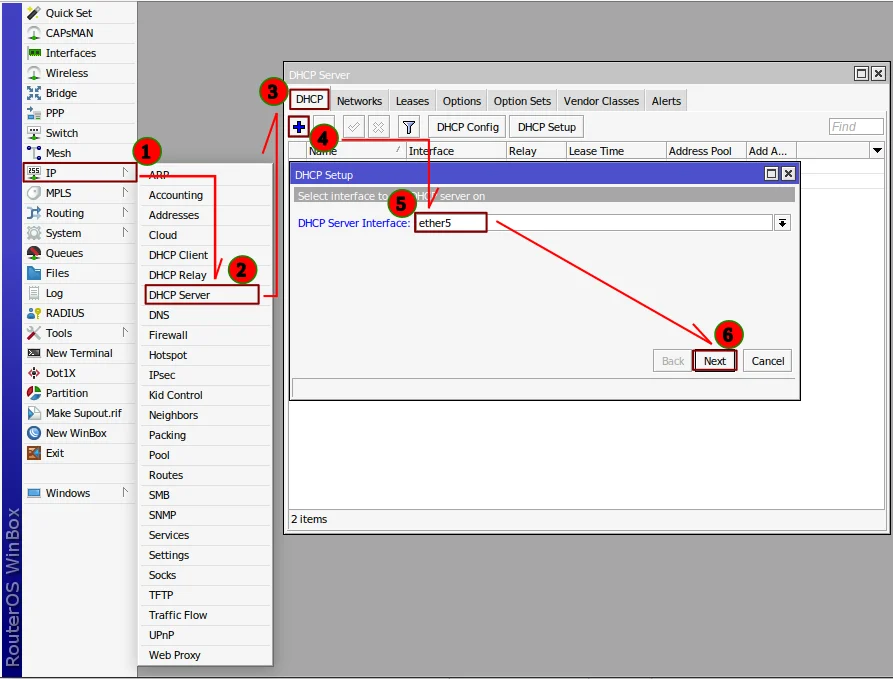 Quick Set
CAPsMAN
Interfaces
Wireless
Bridge
PPP
Switch
Mesh
IP
MPLS
Routing
System
Queues
Files
Log
RADIUS
Tools
New Terminal
Dot1X
Partition
Make Supout.rif
New WinBox
Exit
Windows
RouterOS WinBox
1
ARP
Accounting
Addresses
Cloud
DHCP Client
DHCP Relay
2
DHCP Server
DNS
Firewall
Hotspot
IPsec
Kid Control
Neighbors
Packing
Pool
Routes
SMB
SNMP
Services
Settings
Socks
TFTP
Traffic Flow
UPnP
Web Proxy
DHCP Server
3
DHCP Networks Leases Options Option Sets Vendor Classes Alerts
4
DHCP Config DHCP Setup Find
Name Interface Relay Lease Time Address Pool Add A...
DHCP Setup
Select interface to DHCP server on
5
DHCP Server Interface: ether5
6
Back Next Cancel
2 items